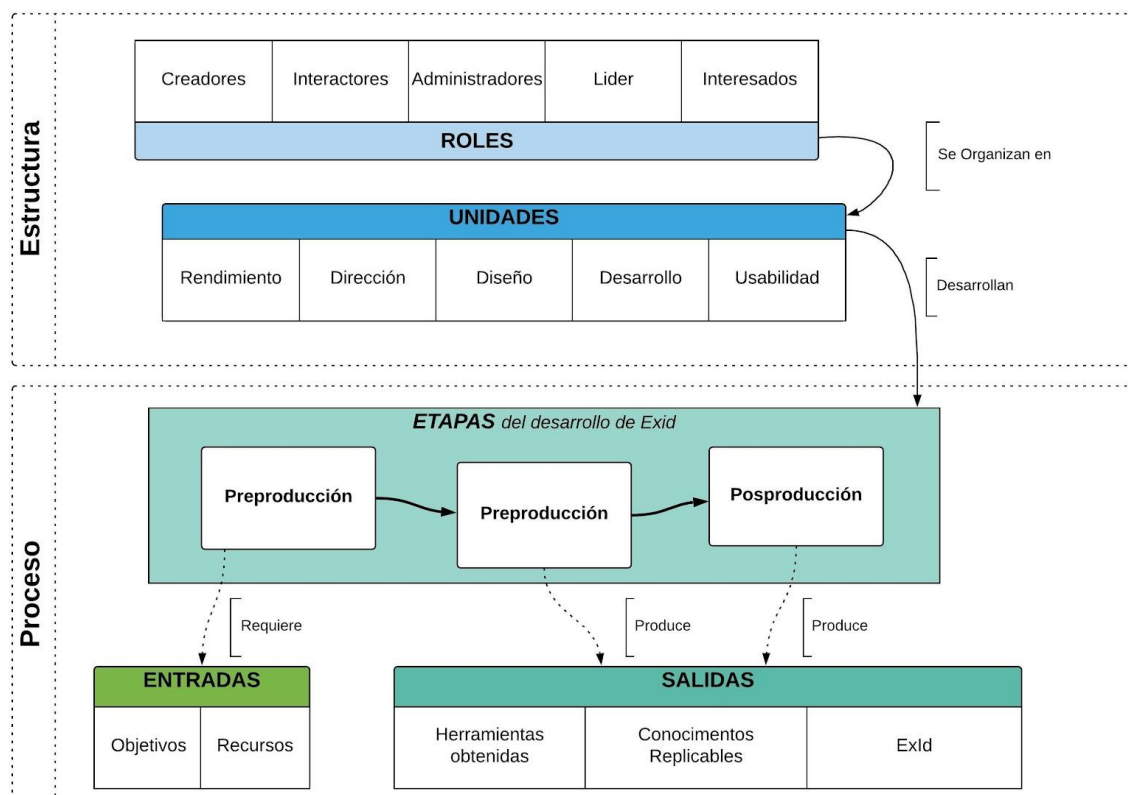 Estructura
Creadores
Interactores
Administradores
Lider
Interesados
ROLES
Se Organizan en
UNIDADES
Rendimiento
Dirección
Diseño
Desarrollo
Usabilidad
Desarrollan
Proceso
ETAPAS del desarrollo de Exid
Preproducción
Preproducción
Posproducción
Requiere
Produce
Produce
ENTRADAS
Objetivos
Recursos
SALIDAS
Herramientas
obtenidas
Conocimentos
Replicables
ExId